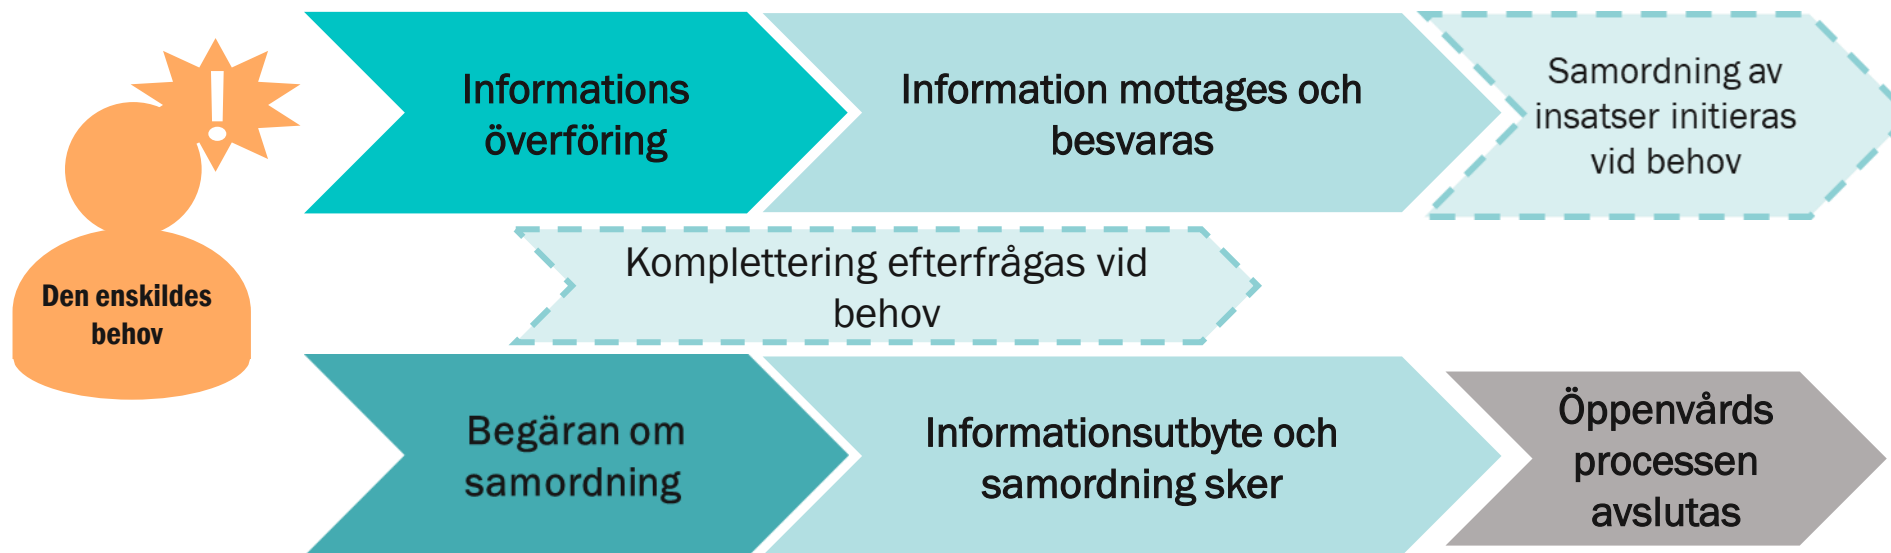 !
Den enskildes
behov
Informations
överföring
Information mottages och
besvaras
Samordning av
insatser initieras
vid behov
Komplettering efterfrågas vid
behov
Begäran om
samordning
Informationsutbyte och
samordning sker
Öppenvårds
processen
avslutas